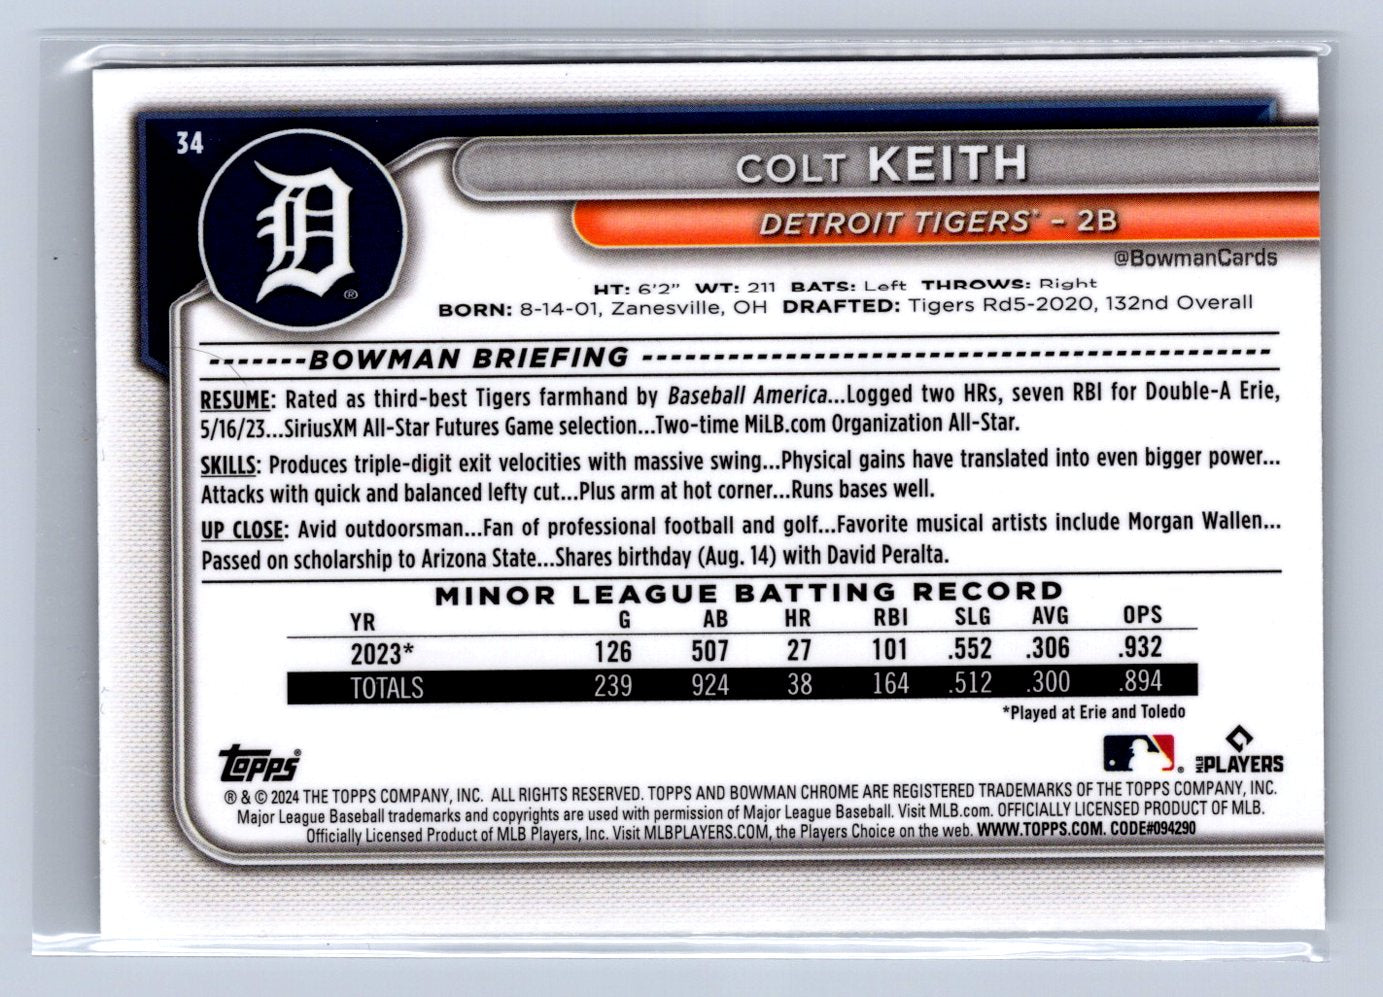 34
COLT KEITH
DETROIT TIGERS® – 2B
@BowmanCards
HT: 6'2" WT: 211 BATS: Left THROWS: Right
BORN: 8-14-01, Zanesville, OH DRAFTED: Tigers Rd5-2020, 132nd Overall
-------BOWMAN BRIEFING ------------------------------------------
RESUME: Rated as third-best Tigers farmhand by Baseball America...Logged two HRs, seven RBI for Double-A Erie,
5/16/23...SiriusXM All-Star Futures Game selection...Two-time MiLB.com Organization All-Star.
SKILLS: Produces triple-digit exit velocities with massive swing...Physical gains have translated into even bigger power...
Attacks with quick and balanced lefty cut...Plus arm at hot corner...Runs bases well.
UP CLOSE: Avid outdoorsman...Fan of professional football and golf...Favorite musical artists include Morgan Wallen...
Passed on scholarship to Arizona State...Shares birthday (Aug. 14) with David Peralta.
MINOR LEAGUE BATTING RECORD
YR G AB HR RBI SLG AVG OPS
2023* 126 507 27 101 .552 .306 .932
TOTALS 239 924 38 164 .512 .300 .894
*Played at Erie and Toledo
Topps® MLB PLAYERS
® & © 2024 THE TOPPS COMPANY, INC. ALL RIGHTS RESERVED. TOPPS AND BOWMAN CHROME ARE REGISTERED TRADEMARKS OF THE TOPPS COMPANY, INC.
Major League Baseball trademarks and copyrights are used with permission of Major League Baseball. Visit MLB.com. OFFICIALLY LICENSED PRODUCT OF MLB.
Officially Licensed Product of MLB Players, Inc. Visit MLBPLAYERS.COM, the Players Choice on the web. WWW.TOPPS.COM. CODE#094290